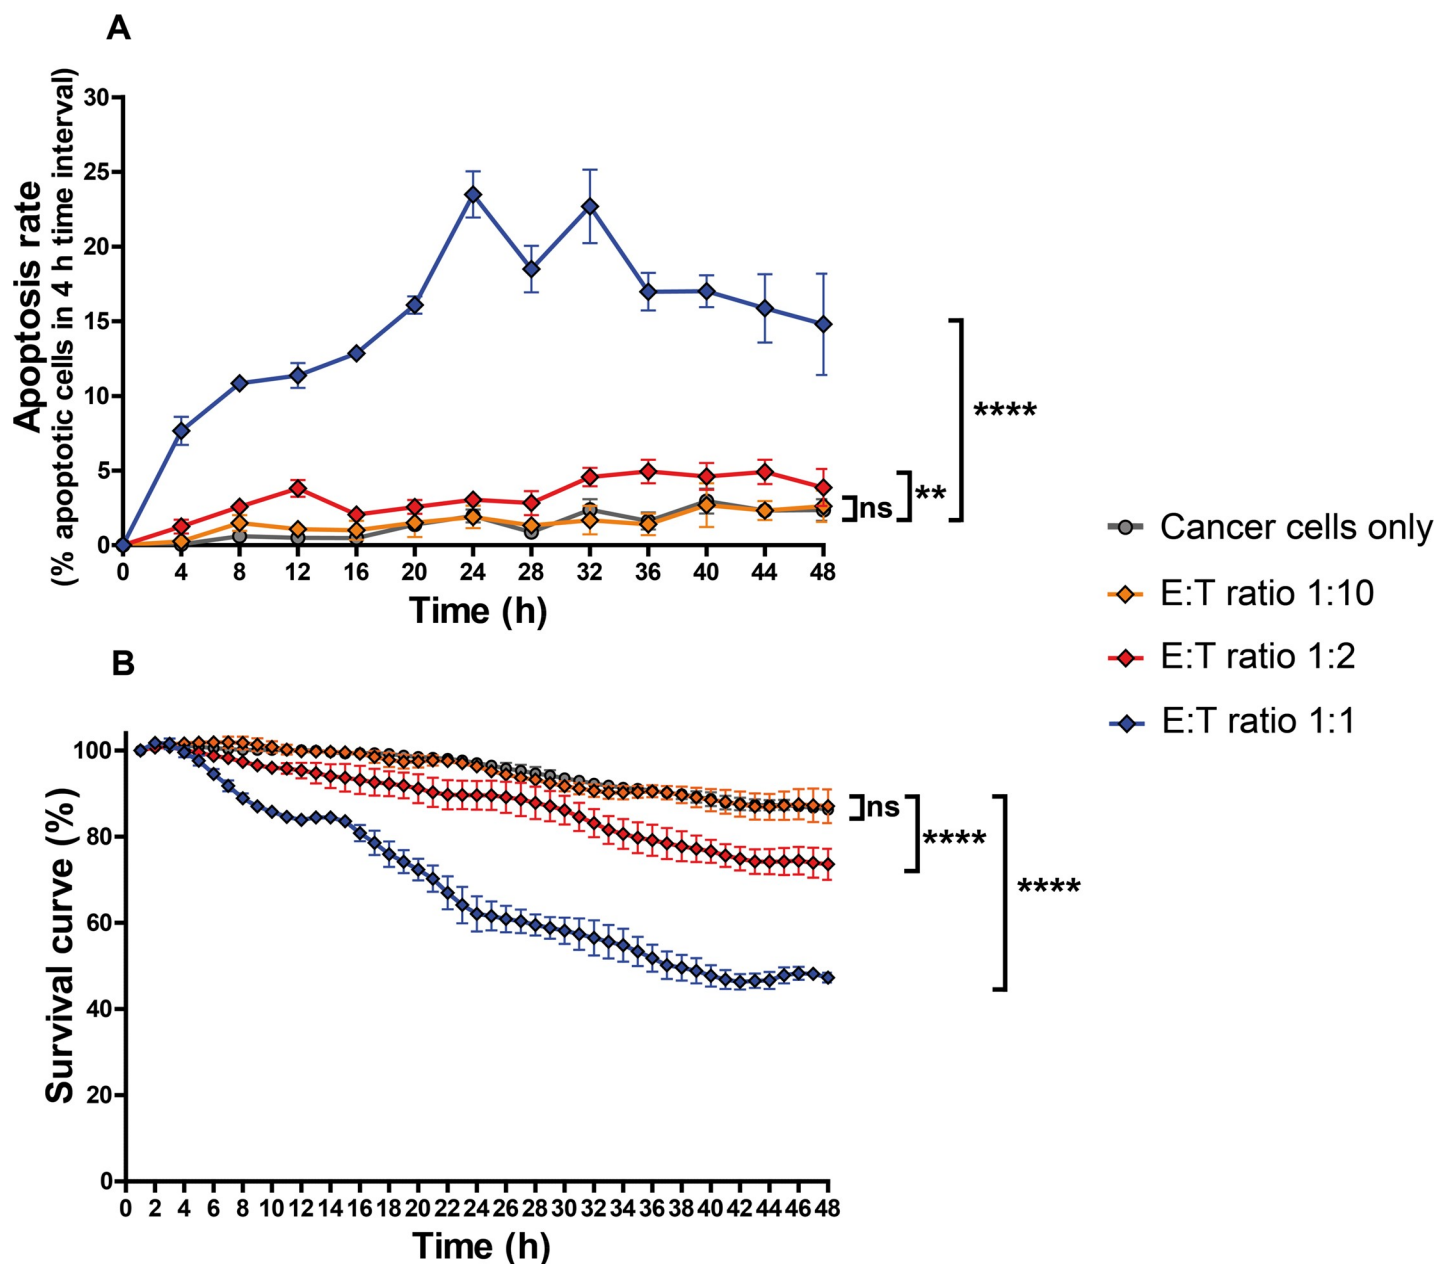 A
Apoptosis rate
(% apoptotic cells in 4 h time interval)
30
25
20
15
10
5
0
0 4 8 12 16 20 24 28 32 36 40 44 48
Time (h)
ns
**
****
Cancer cells only
E:T ratio 1:10
E:T ratio 1:2
E:T ratio 1:1
B
Survival curve (%)
100
80
60
40
20
0
0 2 4 6 8 10 12 14 16 18 20 22 24 26 28 30 32 34 36 38 40 42 44 46 48
Time (h)
ns
****
****